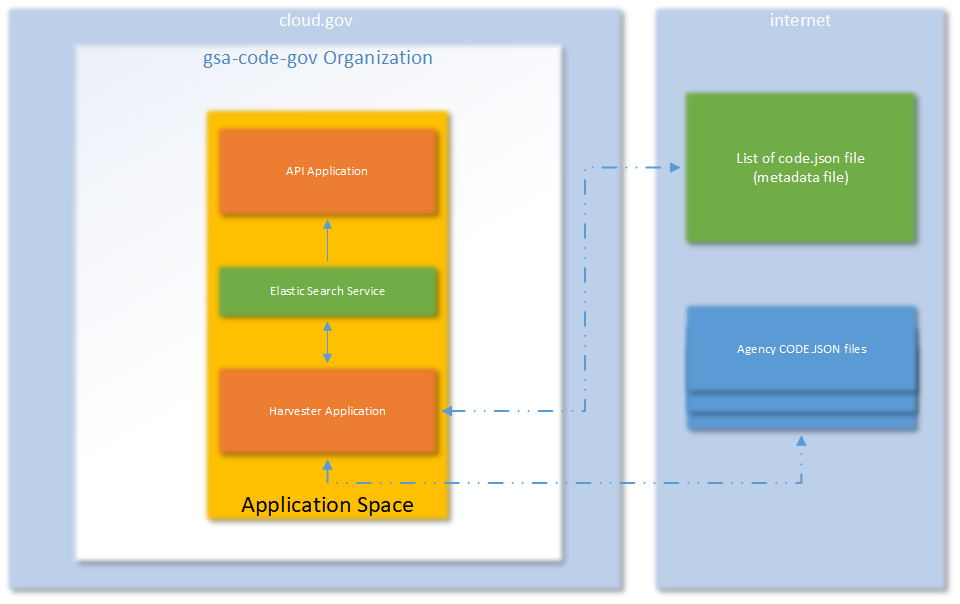 cloud.gov
gsa-code-gov Organization
API Application
Elastic Search Service
Harvester Application
Application Space
internet
List of code.json file
(metadata file)
Agency CODE.JSON files